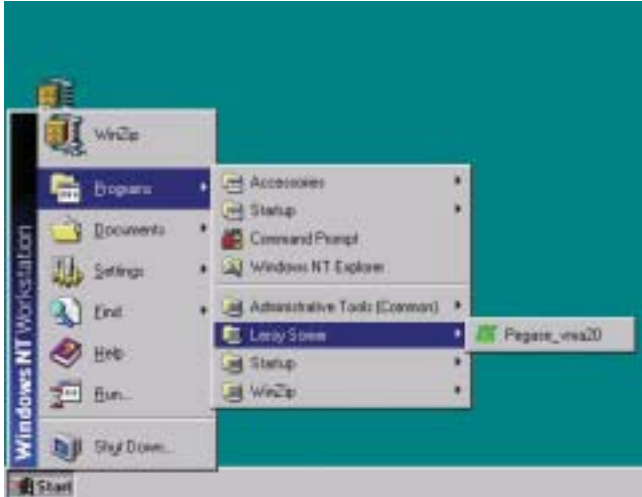 WinZip
Programs
Documents
Settings
Find
Help
Run...
Shut Down...
Windows NT Workstation
Start
Accessories
Startup
Command Prompt
Windows NT Explorer
Administrative Tools (Common)
Leroy Somer
Startup
WinZip
Pegase_vmea20